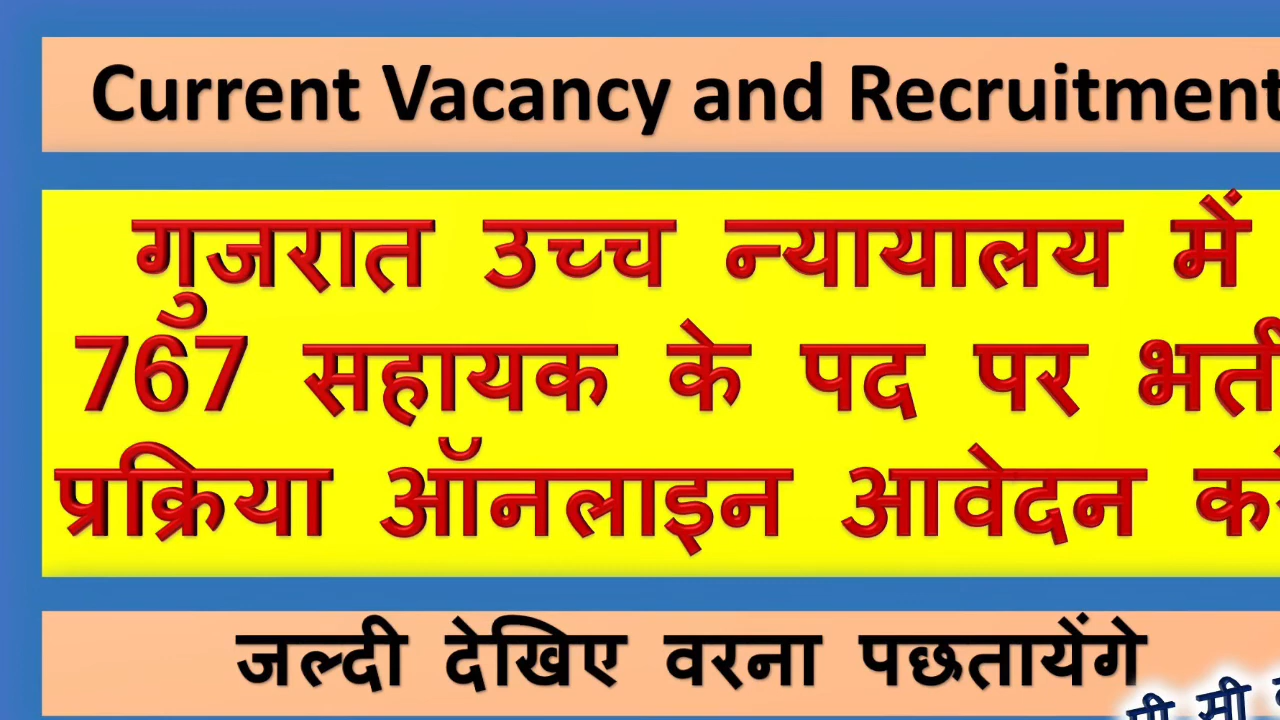 Current Vacancy and Recruitment
गुजरात उच्च न्यायालय में
767 सहायक के पद पर भर्ती
प्रक्रिया ऑनलाइन आवेदन
जल्दी देखिए वरना पछतायेंगे